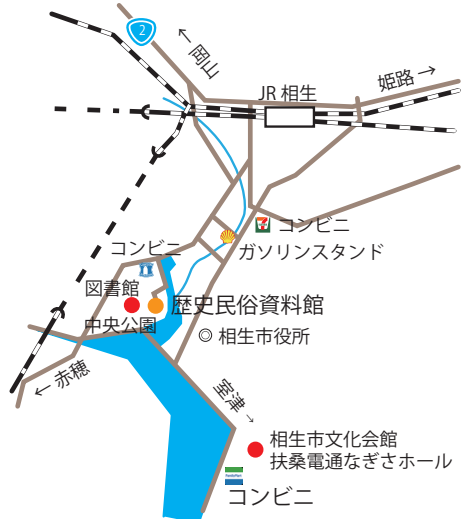 2
← 岡山
JR 相生
姫路 →
コンビニ
ガソリンスタンド
コンビニ
図書館
歴史民俗資料館
中央公園
相生市役所
← 赤穂
室津 →
相生市文化会館
扶桑電通なぎさホール
FamilyMart
コンビニ